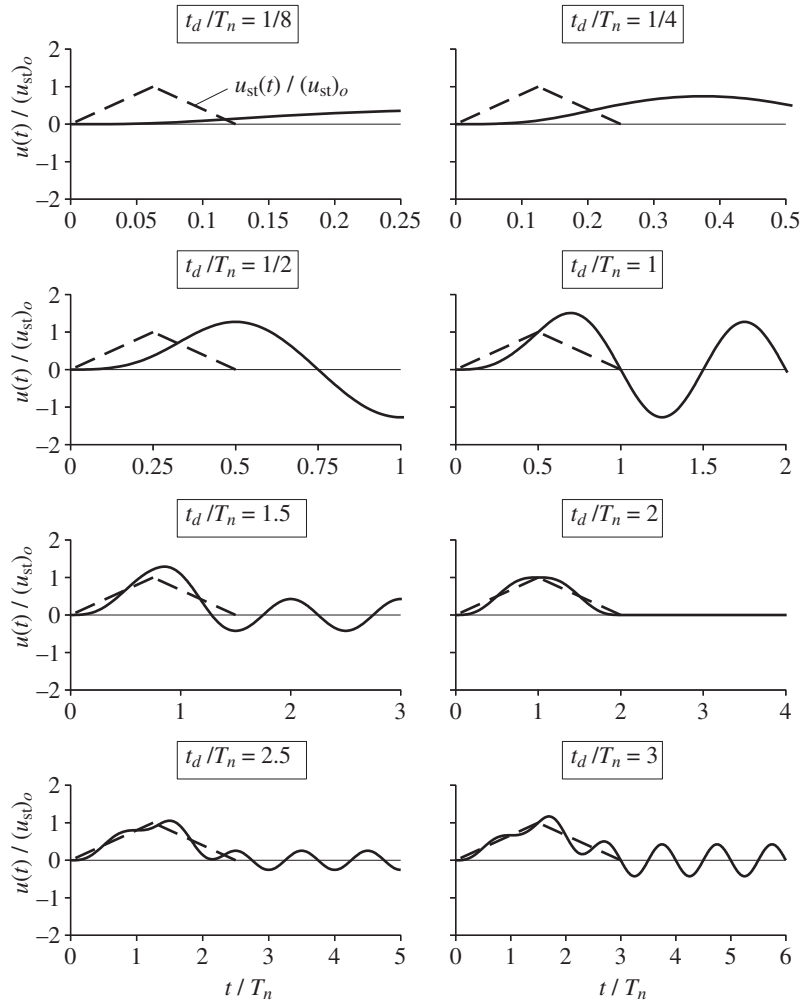 t_d /T_n = 1/8
t_d /T_n = 1/4
u(t) / (u_st)_o
2
1
0
−1
−2
u_st(t) / (u_st)_o
0 0.05 0.1 0.15 0.2 0.25
0 0.1 0.2 0.3 0.4 0.5
t_d /T_n = 1/2
t_d /T_n = 1
u(t) / (u_st)_o
2
1
0
−1
−2
0 0.25 0.5 0.75 1
0 0.5 1 1.5 2
t_d /T_n = 1.5
t_d /T_n = 2
u(t) / (u_st)_o
2
1
0
−1
−2
0 1 2 3
0 1 2 3 4
t_d /T_n = 2.5
t_d /T_n = 3
u(t) / (u_st)_o
2
1
0
−1
−2
0 1 2 3 4 5
0 1 2 3 4 5 6
t / T_n
t / T_n